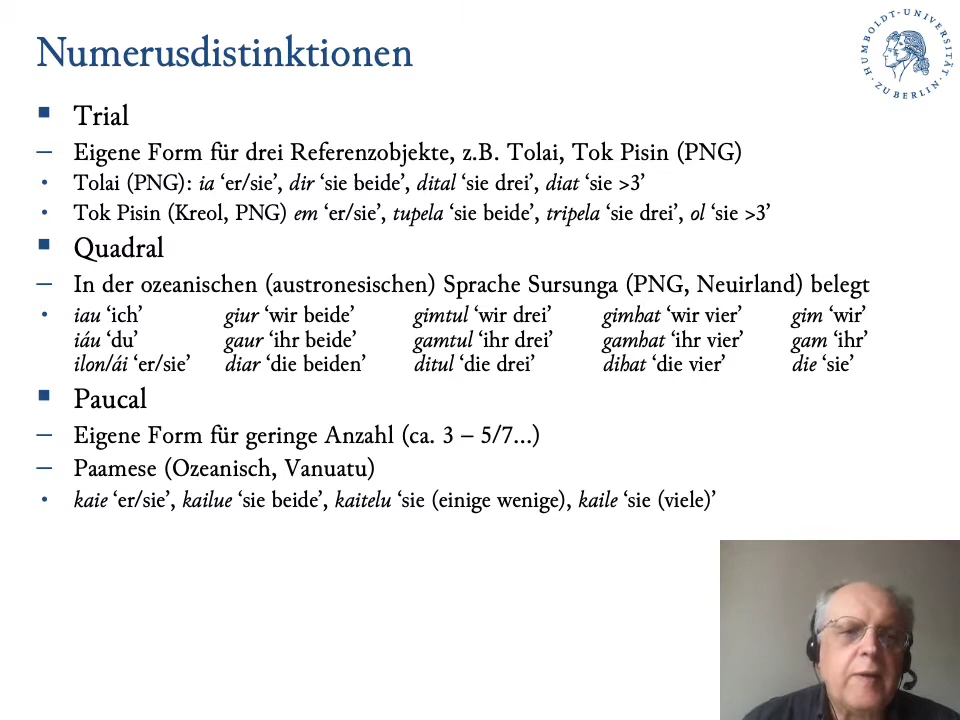 Numerusdistinktionen
HUMBOLDT-UNIVERSITÄT ZU BERLIN
Trial
Eigene Form für drei Referenzobjekte, z.B. Tolai, Tok Pisin (PNG)
Tolai (PNG): ia ‘er/sie’, dir ‘sie beide’, dital ‘sie drei’, diat ‘sie >3’
Tok Pisin (Kreol, PNG) em ‘er/sie’, tupela ‘sie beide’, tripela ‘sie drei’, ol ‘sie >3’
Quadral
In der ozeanischen (austronesischen) Sprache Sursunga (PNG, Neuirland) belegt
iau ‘ich’ giur ‘wir beide’ gimtul ‘wir drei’ gimhat ‘wir vier’ gim ‘wir’
iáu ‘du’ gaur ‘ihr beide’ gamtul ‘ihr drei’ gamhat ‘ihr vier’ gam ‘ihr’
ilon/ái ‘er/sie’ diar ‘die beiden’ ditul ‘die drei’ dihat ‘die vier’ die ‘sie’
Paucal
Eigene Form für geringe Anzahl (ca. 3 – 5/7...)
Paamese (Ozeanisch, Vanuatu)
kaie ‘er/sie’, kailue ‘sie beide’, kaitelu ‘sie (einige wenige), kaile ‘sie (viele)’